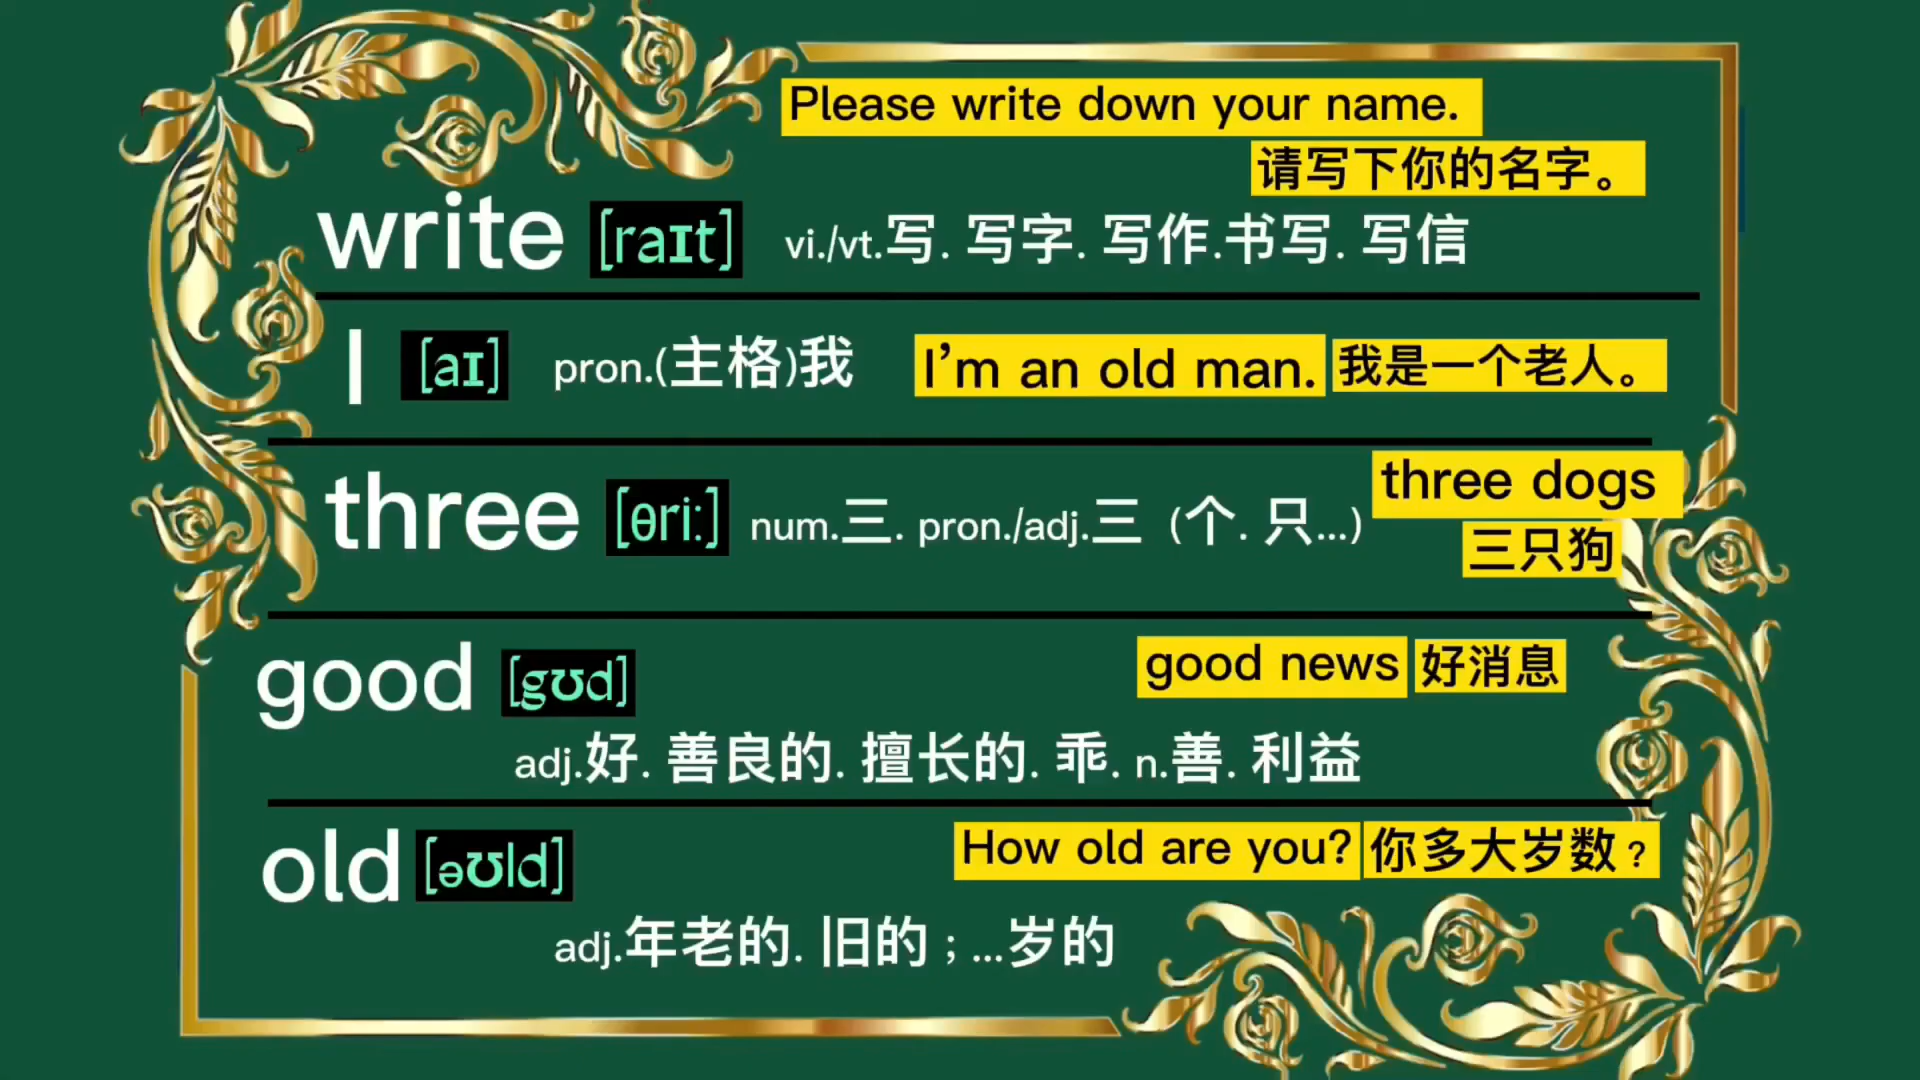 Please write down your name.
请写下你的名字。
write [raɪt] vi./vt.写. 写字. 写作.书写. 写信
I [aɪ] pron.(主格)我 I’m an old man. 我是一个老人。
three dogs
three [θri:] num.三. pron./adj.三（个. 只...）
三只狗
good [gʊd] good news 好消息
adj.好. 善良的. 擅长的. 乖. n.善. 利益
old [əʊld] How old are you? 你多大岁数？
adj.年老的. 旧的；...岁的